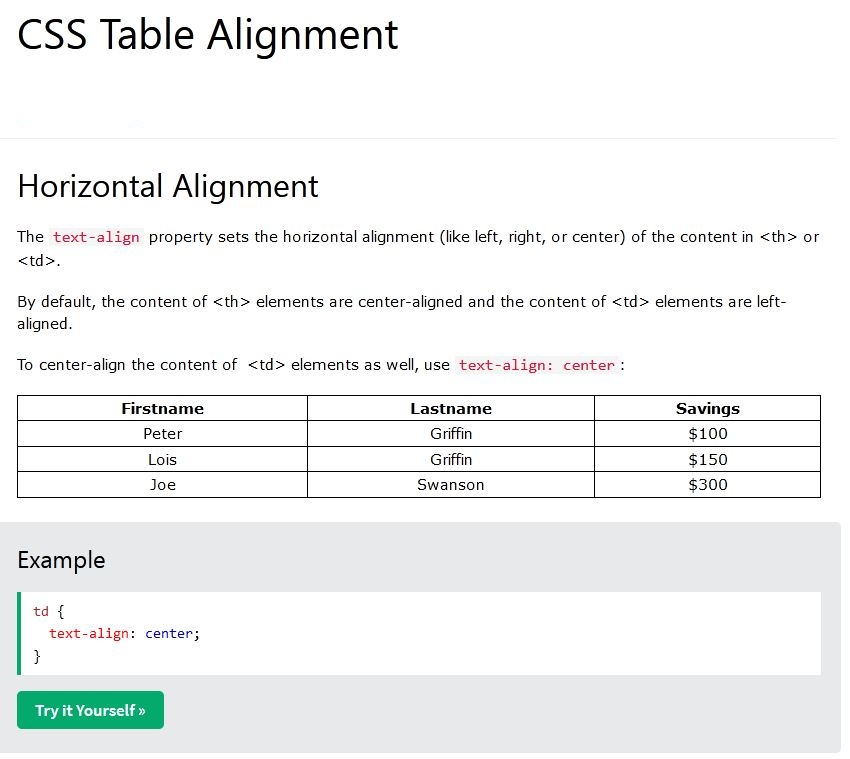 CSS Table Alignment
Horizontal Alignment
The text-align property sets the horizontal alignment (like left, right, or center) of the content in <th> or
<td>.
By default, the content of <th> elements are center-aligned and the content of <td> elements are left-
aligned.
To center-align the content of <td> elements as well, use text-align: center :
Firstname Lastname Savings
Peter Griffin $100
Lois Griffin $150
Joe Swanson $300
Example
td {
  text-align: center;
}
Try it Yourself »